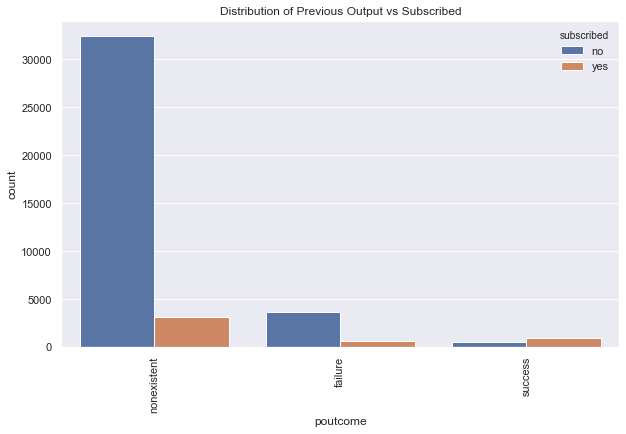 Distribution of Previous Output vs Subscribed
subscribed
no
yes
30000
25000
20000
15000
10000
5000
0
count
nonexistent
failure
success
poutcome